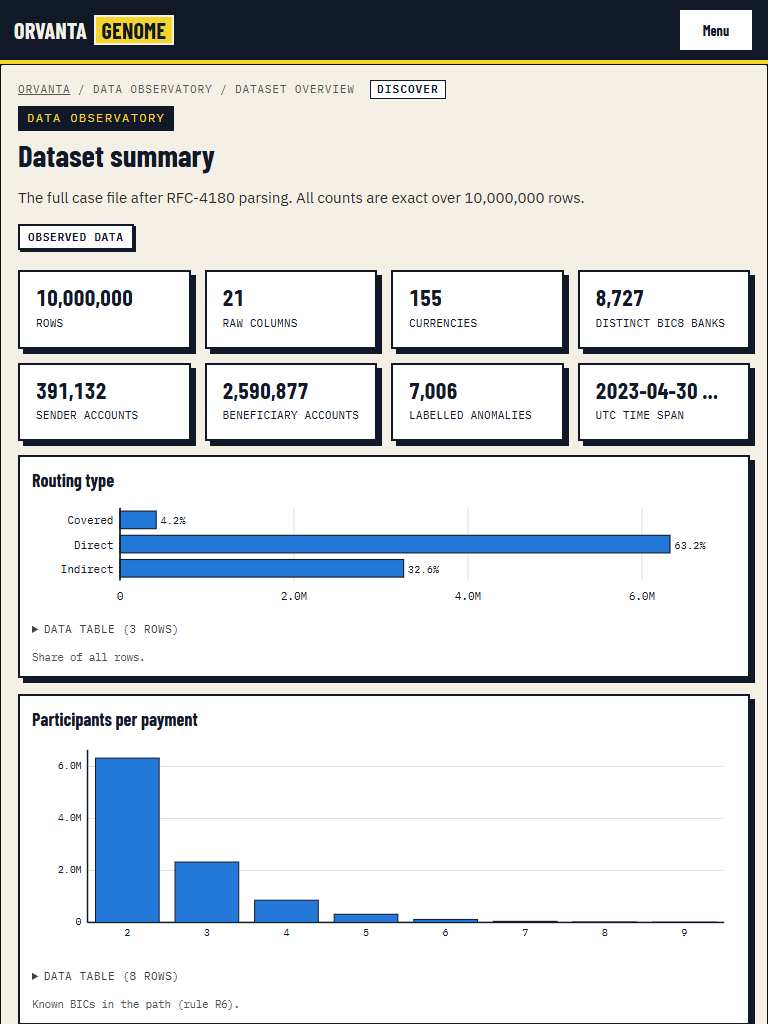 ORVANTA GENOME
Menu
ORVANTA / DATA OBSERVATORY / DATASET OVERVIEW DISCOVER
DATA OBSERVATORY
Dataset summary
The full case file after RFC-4180 parsing. All counts are exact over 10,000,000 rows.
OBSERVED DATA
10,000,000
ROWS
21
RAW COLUMNS
155
CURRENCIES
8,727
DISTINCT BIC8 BANKS
391,132
SENDER ACCOUNTS
2,590,877
BENEFICIARY ACCOUNTS
7,006
LABELLED ANOMALIES
2023-04-30 ...
UTC TIME SPAN
Routing type
Covered 4.2%
Direct 63.2%
Indirect 32.6%
0 2.0M 4.0M 6.0M
▶ DATA TABLE (3 ROWS)
Share of all rows.
Participants per payment
6.0M
4.0M
2.0M
0
2 3 4 5 6 7 8 9
▶ DATA TABLE (8 ROWS)
Known BICs in the path (rule R6).